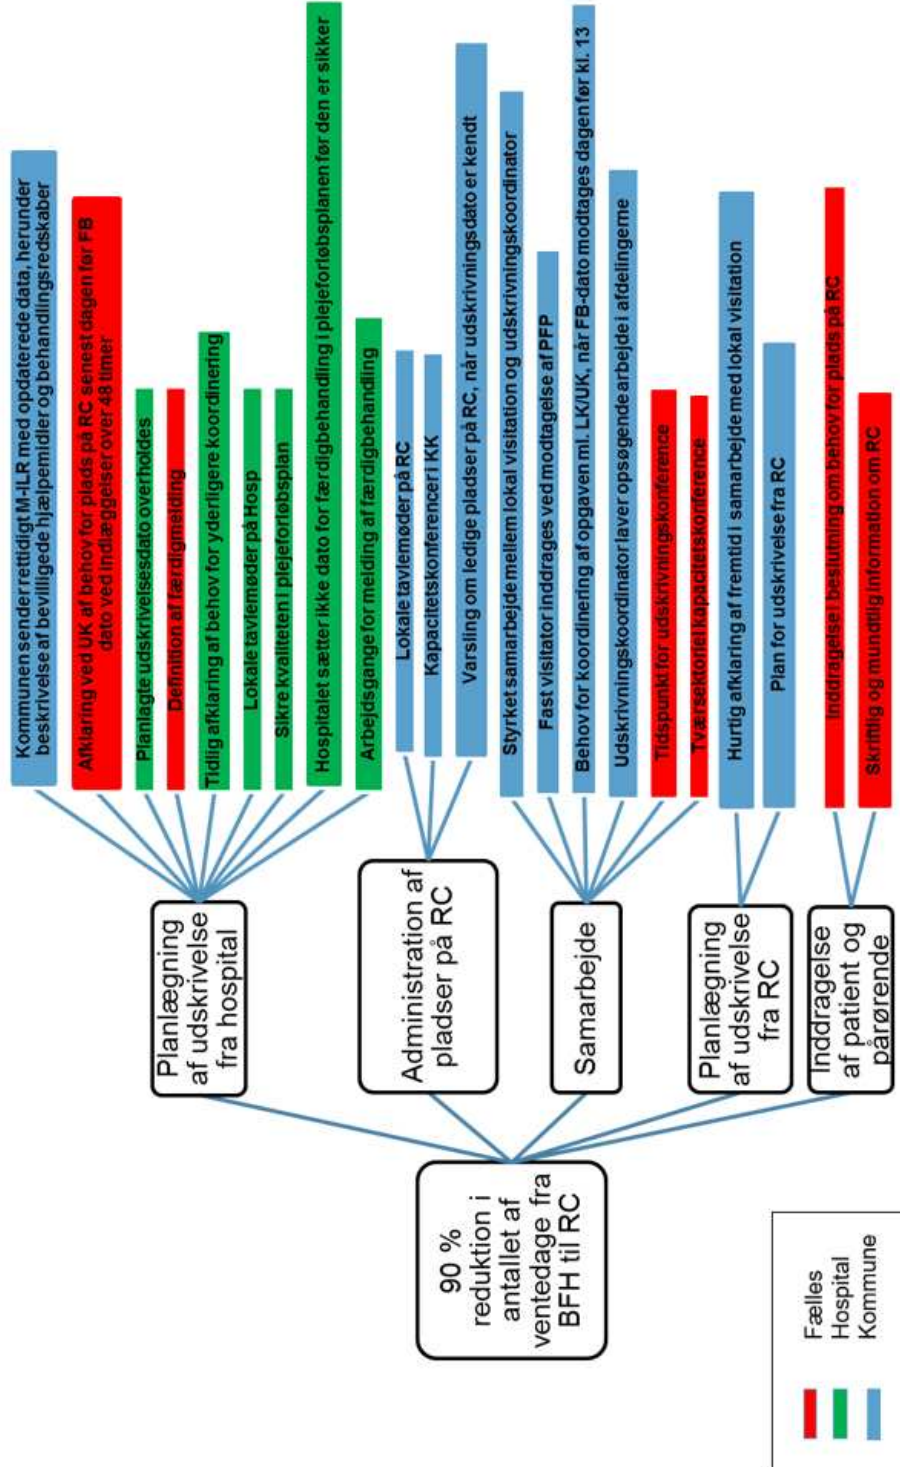 90 %
reduktion i
antallet af
ventedage fra
BFH til RC
Planlægning
af udskrivelse
fra hospital
Kommunen sender rettidigt M-ILR med opdaterede data, herunder
beskrivelse af bevilligede hjælpemidler og behandlingsredskaber
Afklaring ved UK af behov for plads på RC senest dagen før FB
dato ved indlæggelser over 48 timer
Planlagte udskrivelsesdato overholdes
Definition af færdigmelding
Tidlig afklaring af behov for yderligere koordinering
Lokale tavlemøder på Hosp
Sikre kvaliteten i plejeforløbsplan
Hospitalet sætter ikke dato for færdigbehandling i plejeforløbsplanen før den er sikker
Arbejdsgange for melding af færdigbehandling
Administration af
pladser på RC
Lokale tavlemøder på RC
Kapacitetskonferencer i KK
Varsling om ledige pladser på RC, når udskrivningsdato er kendt
Samarbejde
Styrket samarbejde mellem lokal visitation og udskrivningskoordinator
Fast visitator inddrages ved modtagelse af PFP
Behov for koordinering af opgaven ml. LK/UK, når FB-dato modtages dagen før kl. 13
Udskrivningskoordinator laver opsøgende arbejde i afdelingerne
Tidspunkt for udskrivningskonference
Tværsektoriel kapacitetskonference
Planlægning
af udskrivelse
fra RC
Hurtig afklaring af fremtid i samarbejde med lokal visitation
Plan for udskrivelse fra RC
Inddragelse
af patient og
pårørende
Inddragelse i beslutning om behov for plads på RC
Skriftlig og mundtlig information om RC
Fælles
Hospital
Kommune